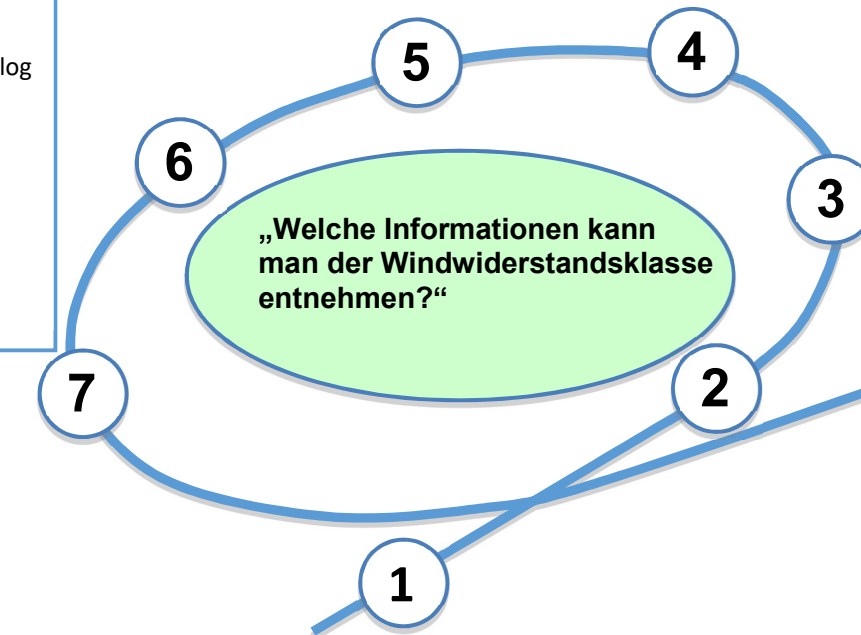 log
5
4
6
3
„Welche Informationen kann
man der Windwiderstandsklasse
entnehmen?“
2
7
1